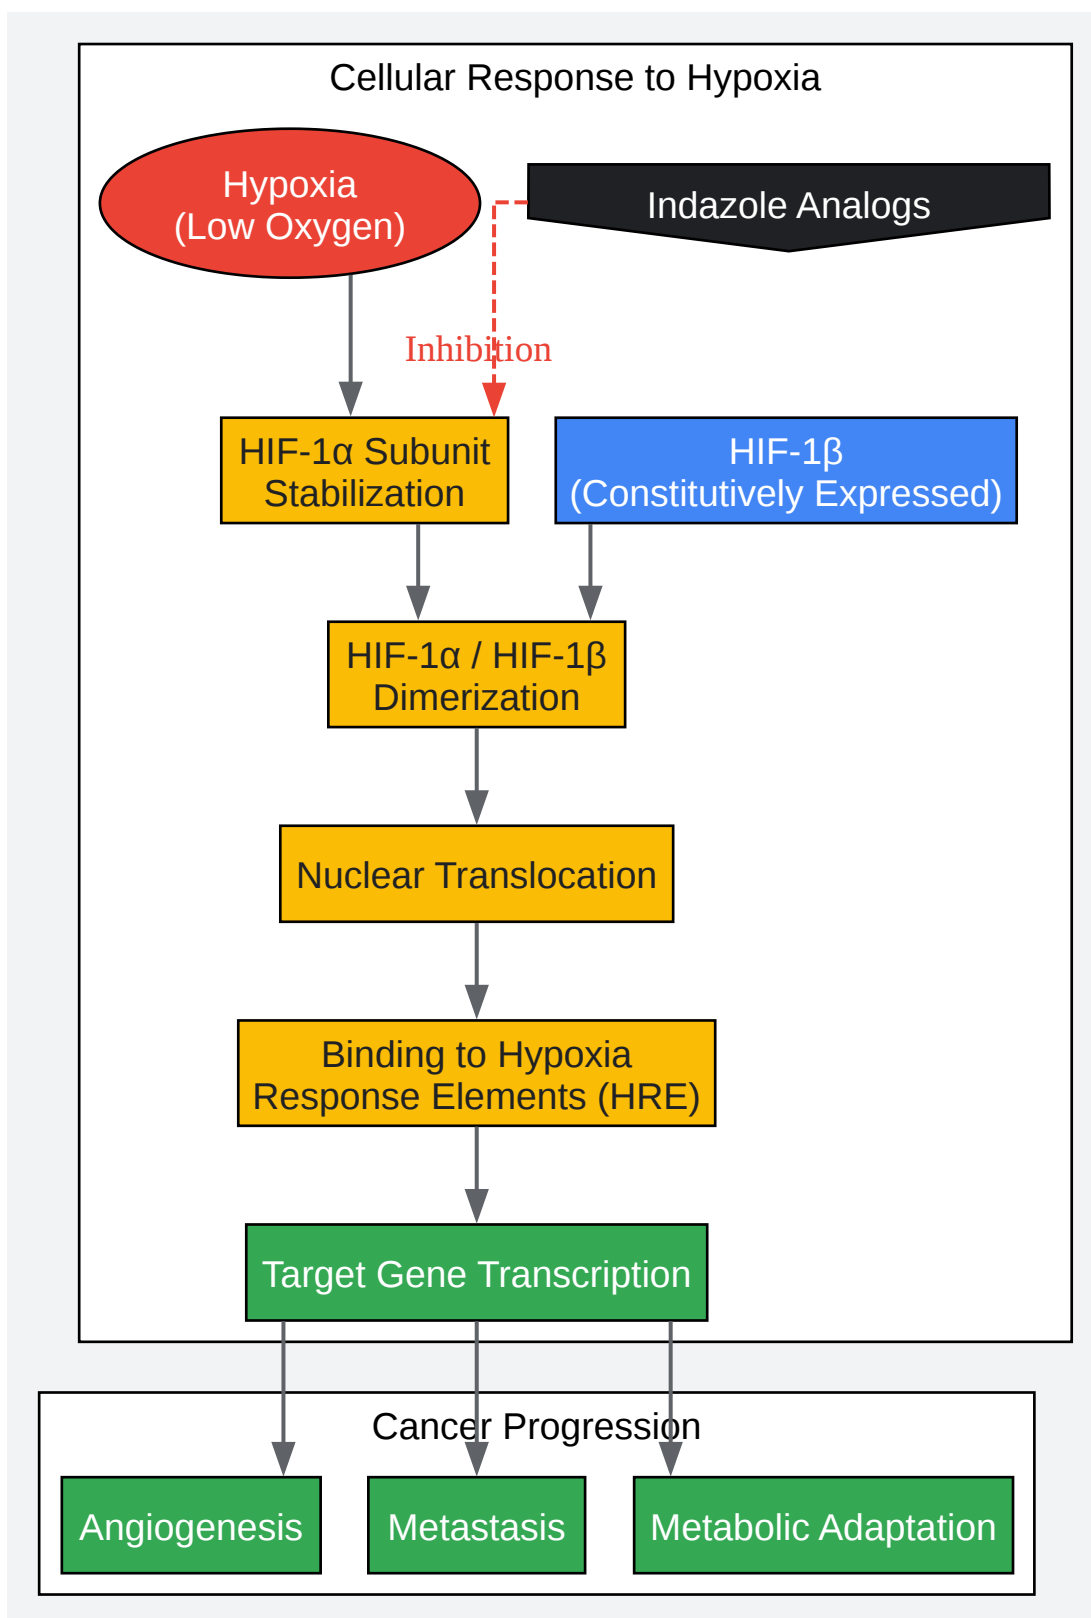 Cellular Response to Hypoxia
Hypoxia
(Low Oxygen)
Indazole Analogs
Inhibition
HIF-1α Subunit
Stabilization
HIF-1β
(Constitutively Expressed)
HIF-1α / HIF-1β
Dimerization
Nuclear Translocation
Binding to Hypoxia
Response Elements (HRE)
Target Gene Transcription
Cancer Progression
Angiogenesis
Metastasis
Metabolic Adaptation